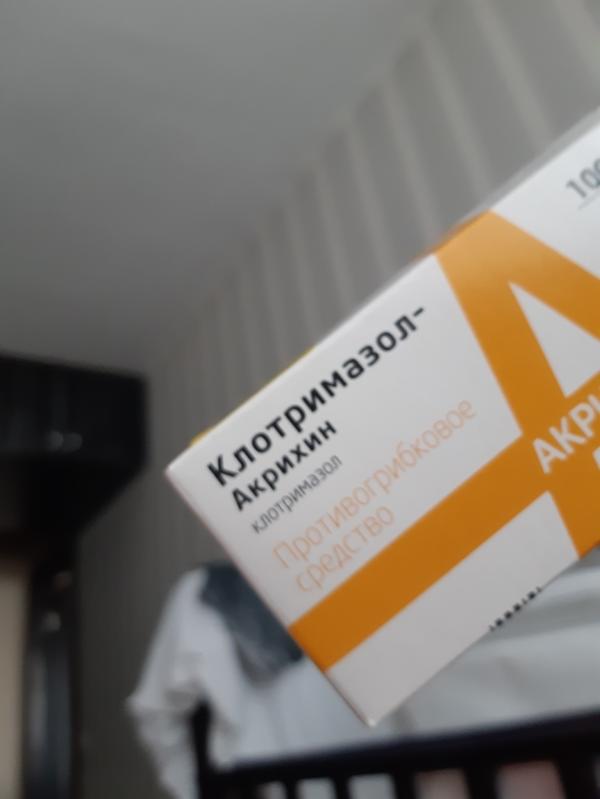 Клотримазол-
Акрихин
клотримазол
Противогрибковое
средство